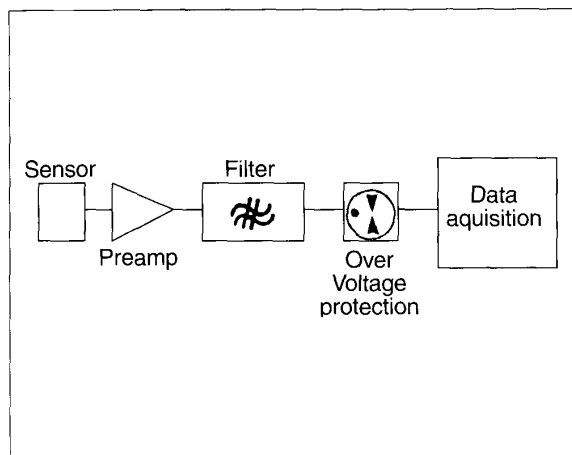 Sensor
Preamp
Filter
Over
Voltage
protection
Data
aquisition